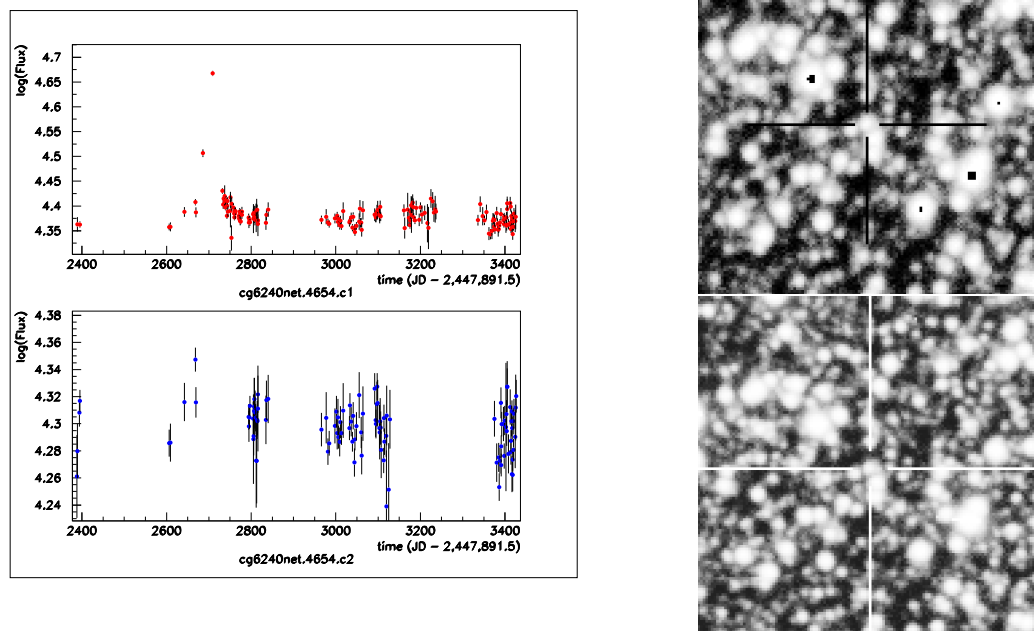 log(Flux)
4.7
4.65
4.6
4.55
4.5
4.45
4.4
4.35
2400 2600 2800 3000 3200 3400
time (JD − 2,447,891.5)
cg6240net.4654.c1
log(Flux)
4.38
4.36
4.34
4.32
4.3
4.28
4.26
4.24
2400 2600 2800 3000 3200 3400
time (JD − 2,447,891.5)
cg6240net.4654.c2